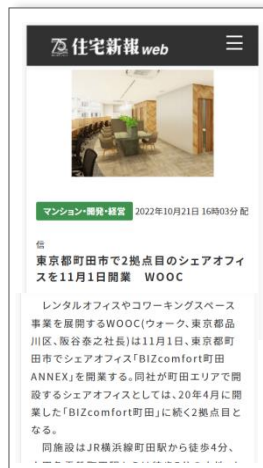 75 住宅新報web
マンション・開発・経営 2022年10月21日 16時03分 配
信
東京都町田市で2拠点目のシェアオフィ
スを11月1日開業 WOOC
レンタルオフィスやコワーキングスペース
事業を展開するWOOC(ウォーク、東京都品
川区、阪谷泰之社長)は11月1日、東京都町
田市でシェアオフィス「BIZcomfort町田
ANNEX」を開業する。同社が町田エリアで開
設するシェアオフィスとしては、20年4月に開
業した「BIZcomfort町田」に続く2拠点目と
なる。
同施設はJR横浜線町田駅から徒歩4分、